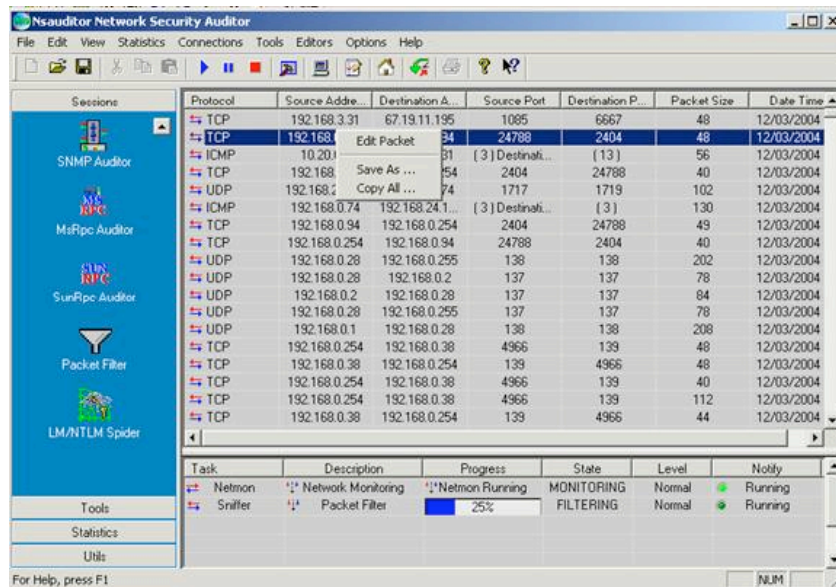 Nsauditor Network Security Auditor
File Edit View Statistics Connections Tools Editors Options Help
Sessions
SNMP Auditor
MsRpc Auditor
SunRpc Auditor
Packet Filter
LM/NTLM Spider
Tools
Statistics
Utils
Protocol Source Addre... Destination A... Source Port Destination P... Packet Size Date Time
TCP 192.168.3.31 67.19.11.195 1085 6667 48 12/03/2004
TCP 192.168. 94 24788 2404 48 12/03/2004
ICMP 10.20. 31 (3) Destinati... (13) 56 12/03/2004
TCP 192.168. 254 2404 24788 40 12/03/2004
UDP 192.168.2 74 1717 1719 102 12/03/2004
ICMP 192.168.0.74 192.168.24.1... (3) Destinati... (3) 130 12/03/2004
TCP 192.168.0.94 192.168.0.254 2404 24788 49 12/03/2004
TCP 192.168.0.254 192.168.0.94 24788 2404 40 12/03/2004
UDP 192.168.0.28 192.168.0.255 138 138 202 12/03/2004
UDP 192.168.0.28 192.168.0.2 137 137 78 12/03/2004
UDP 192.168.0.2 192.168.0.28 137 137 84 12/03/2004
UDP 192.168.0.28 192.168.0.255 137 137 78 12/03/2004
UDP 192.168.0.1 192.168.0.28 138 138 208 12/03/2004
TCP 192.168.0.254 192.168.0.38 4966 139 48 12/03/2004
TCP 192.168.0.38 192.168.0.254 139 4966 48 12/03/2004
TCP 192.168.0.254 192.168.0.38 4966 139 40 12/03/2004
TCP 192.168.0.254 192.168.0.38 4966 139 112 12/03/2004
TCP 192.168.0.38 192.168.0.254 139 4966 44 12/03/2004
Edit Packet
Save As ...
Copy All ...
Task Description Progress State Level Notify
Netmon Network Monitoring Netmon Running MONITORING Normal Running
Sniffer Packet Filter 25% FILTERING Normal Running
For Help, press F1
NUM